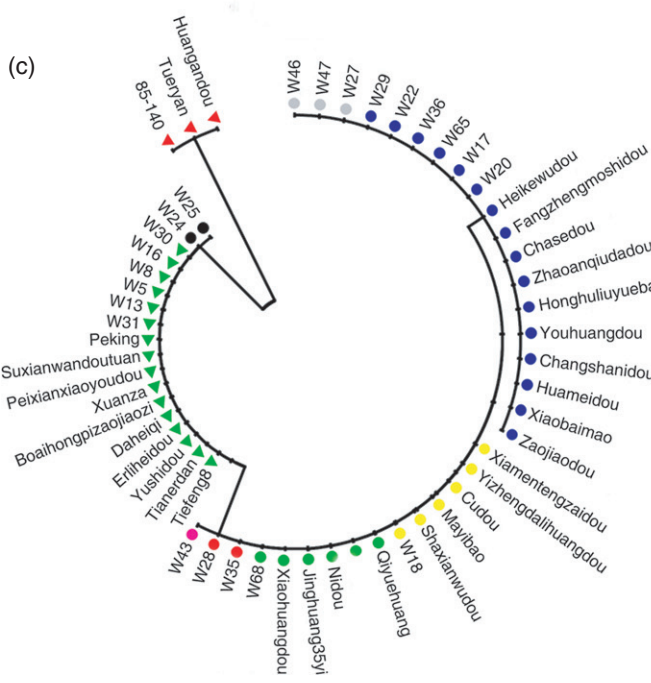 (c)
Huangandou
Tueryan
85-140
W46
W47
W27
W29
W22
W36
W65
W17
W20
Heikewudou
Fangzhengmoshidou
Chasedou
Zhaoanqiudadou
Honghuliuyueba
Youhuangdou
Changshanidou
Huameidou
Xiaobaimao
Zaojiaodou
Xiamentengzaidou
Yizhengdalihuangdou
Cudou
Mayibao
Shaxianwudou
W18
Qiyuehuang
Nidou
Jinghuang35yi
Xiaohuangdou
W68
W35
W28
W43
Tiefeng8
Tianerdan
Yushidou
Erliheidou
Daheiqi
Boaihongpizaojiaozi
Xuanza
Peixianxiaoyoudou
Suxianwandoutuan
Peking
W31
W13
W5
W8
W16
W30
W24
W25